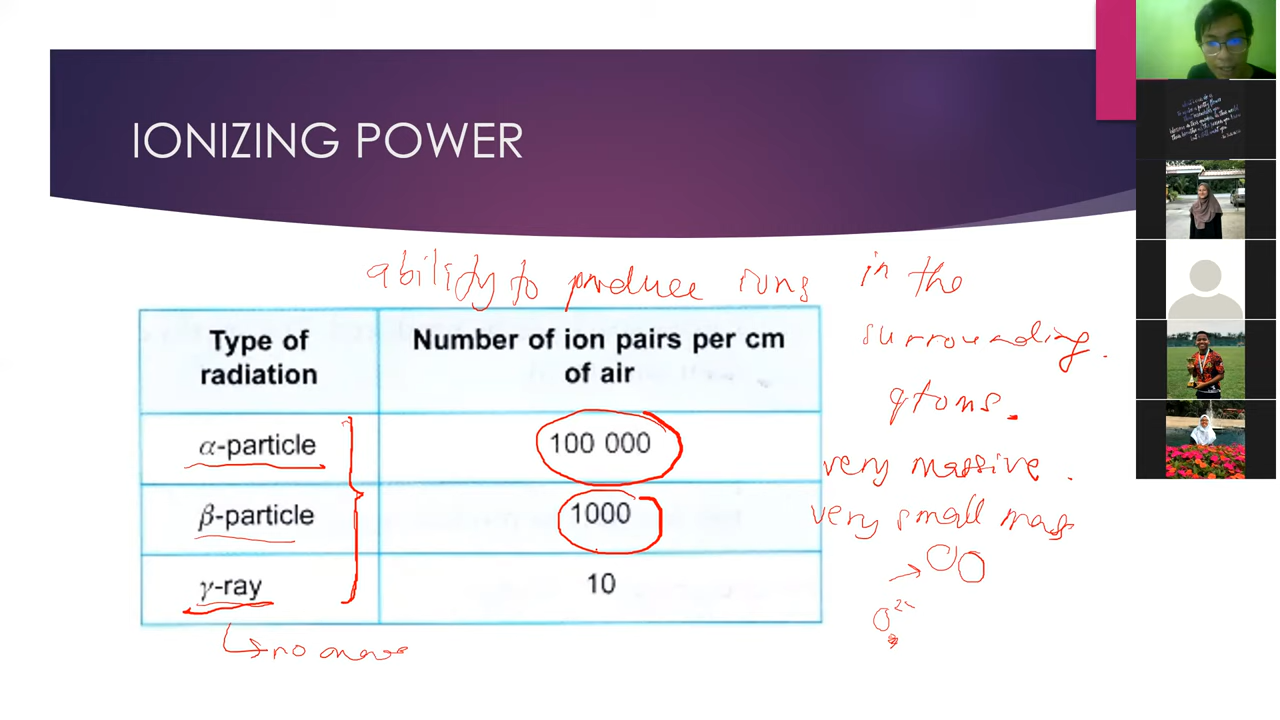 IONIZING POWER
ability to produce ions in the
surrounding.
atoms.
Type of radiation
Number of ion pairs per cm of air
α-particle
100 000
very massive.
β-particle
1000
very small mass
γ-ray
10
no mass